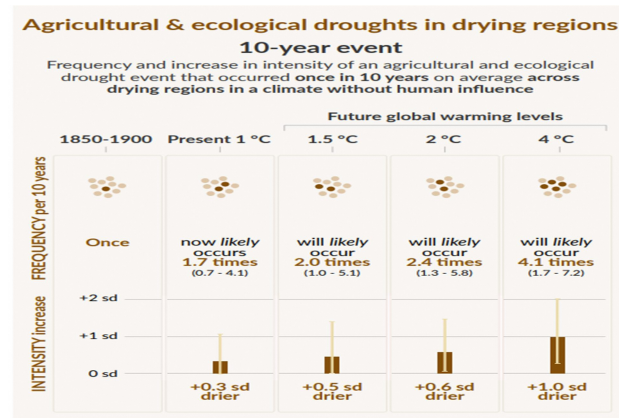 Agricultural & ecological droughts in drying regions
10-year event
Frequency and increase in intensity of an agricultural and ecological
drought event that occurred once in 10 years on average across
drying regions in a climate without human influence
Future global warming levels
1850-1900 Present 1 °C 1.5 °C 2 °C 4 °C
FREQUENCY per 10 years
Once
now likely occurs 1.7 times (0.7 - 4.1)
will likely occur 2.0 times (1.0 - 5.1)
will likely occur 2.4 times (1.3 - 5.8)
will likely occur 4.1 times (1.7 - 7.2)
INTENSITY increase
+2 sd
+1 sd
0 sd
+0.3 sd drier
+0.5 sd drier
+0.6 sd drier
+1.0 sd drier